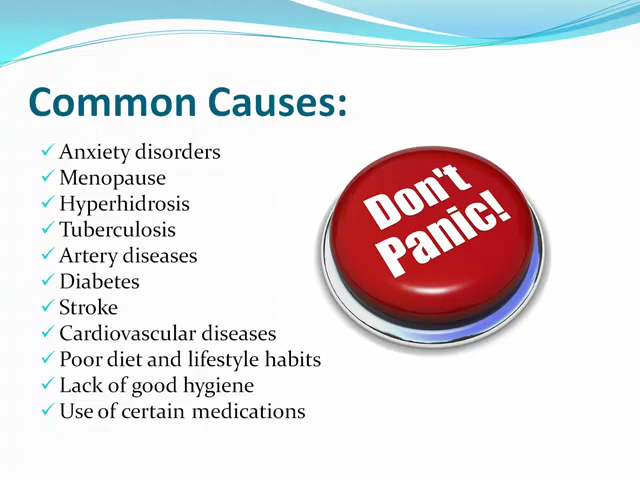 Common Causes:
Anxiety disorders
Menopause
Hyperhidrosis
Tuberculosis
Artery diseases
Diabetes
Stroke
Cardiovascular diseases
Poor diet and lifestyle habits
Lack of good hygiene
Use of certain medications
Don't
Panic!